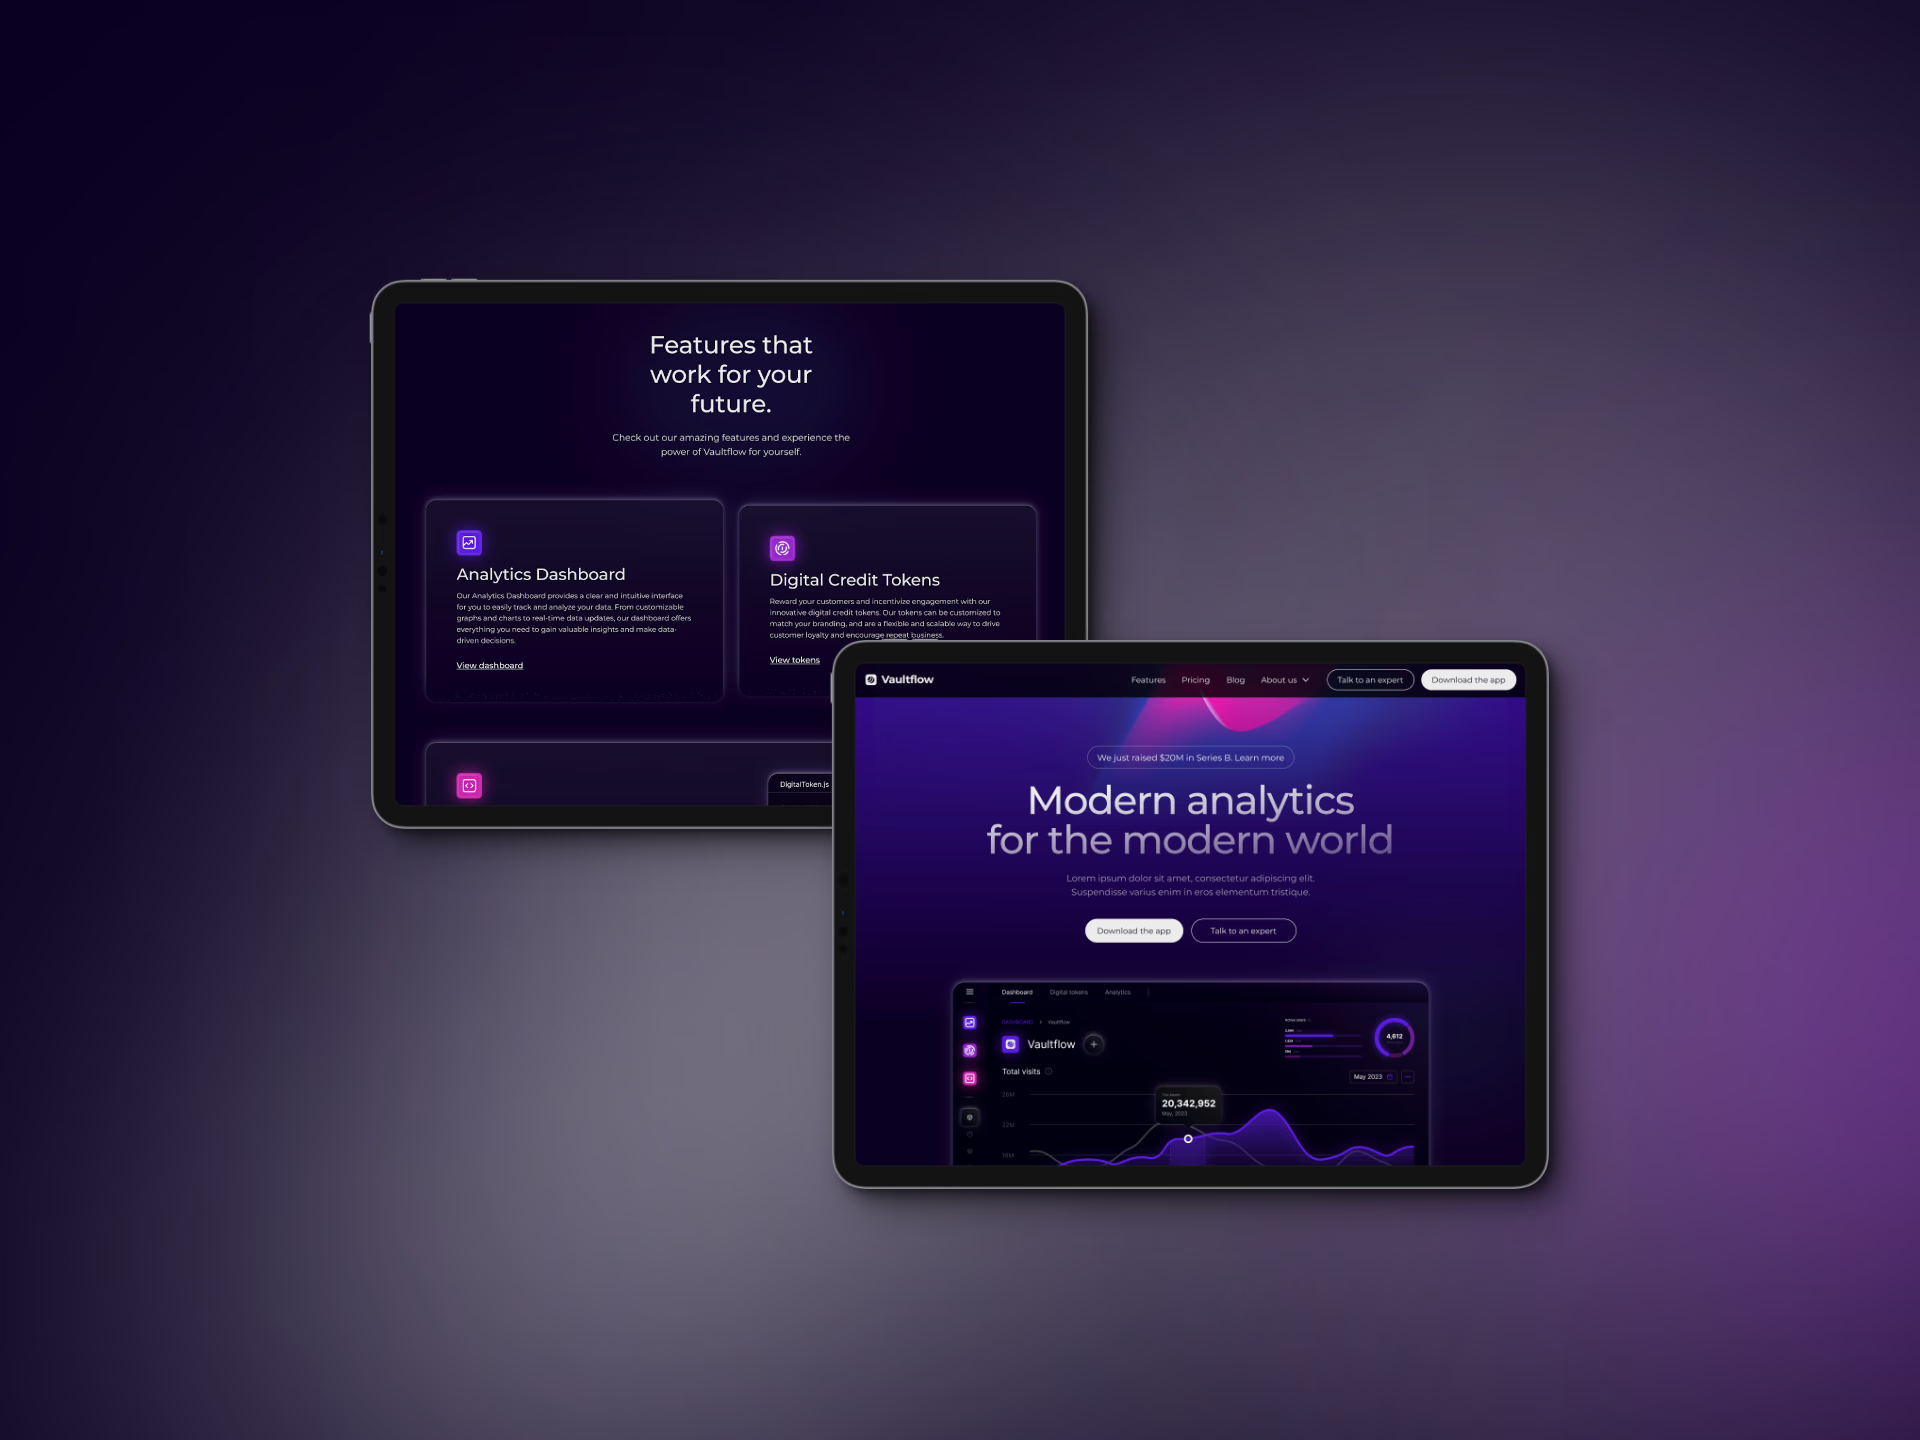 Features that
work for your
future.
Check out our amazing features and experience the
power of Vaultflow for yourself.
Analytics Dashboard
Our Analytics Dashboard provides a clear and intuitive interface
for you to easily track and analyze your data. From customizable
graphs and charts to real-time data updates, our dashboard offers
everything you need to gain valuable insights and make data-
driven decisions.
View dashboard
Digital Credit Tokens
Reward your customers and incentivize engagement with our
innovative digital credit tokens. Our tokens can be customized to
match your branding, and are a flexible and scalable way to drive
customer loyalty and encourage repeat business.
View tokens
DigitalToken.js
Vaultflow
Features Pricing Blog About us Talk to an expert Download the app
We just raised $20M in Series B. Learn more
Modern analytics
for the modern world
Lorem ipsum dolor sit amet, consectetur adipiscing elit.
Suspendisse varius enim in eros elementum tristique.
Download the app Talk to an expert
Dashboard Digital tokens Analytics
DASHBOARD Vaultflow
Vaultflow
4,612
Total visits
May 2023
26M
20,342,952
May, 2023
22M
18M